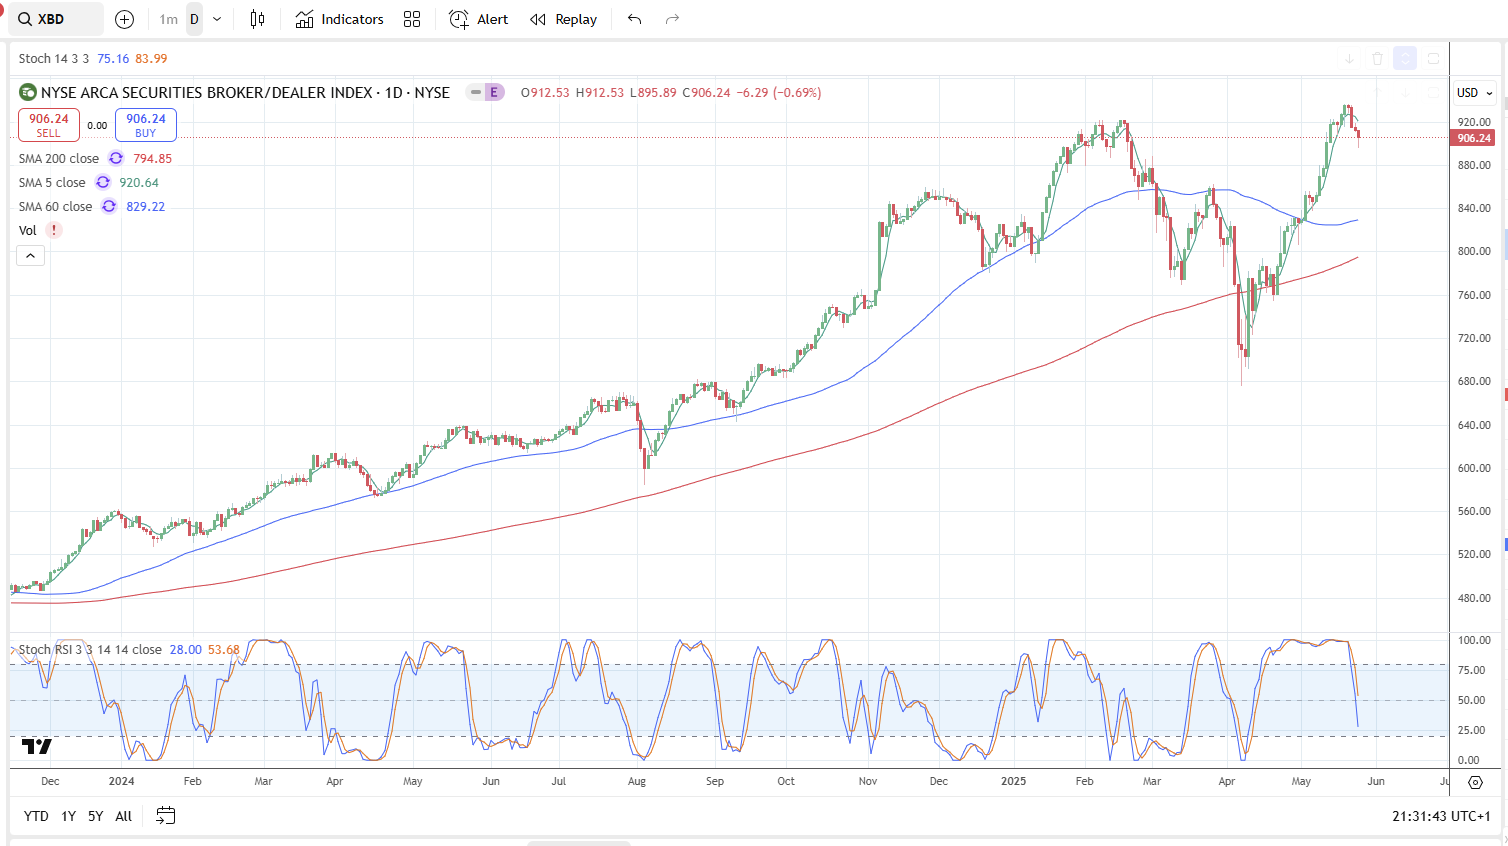 XBD
1m D Indicators Alert Replay
Stoch 14 3 3 75.16 83.99
NYSE ARCA SECURITIES BROKER/DEALER INDEX · 1D · NYSE E O912.53 H912.53 L895.89 C906.24 −6.29 (−0.69%)
USD
906.24 SELL
0.00
906.24 BUY
SMA 200 close 794.85
SMA 5 close 920.64
SMA 60 close 829.22
Vol !
920.00
906.24
880.00
840.00
800.00
760.00
720.00
680.00
640.00
600.00
560.00
520.00
480.00
Stoch RSI 3 3 14 14 close 28.00 53.68
100.00
75.00
50.00
25.00
0.00
Dec 2024 Feb Mar Apr May Jun Jul Aug Sep Oct Nov Dec 2025 Feb Mar Apr May Jun
YTD 1Y 5Y All
21:31:43 UTC+1